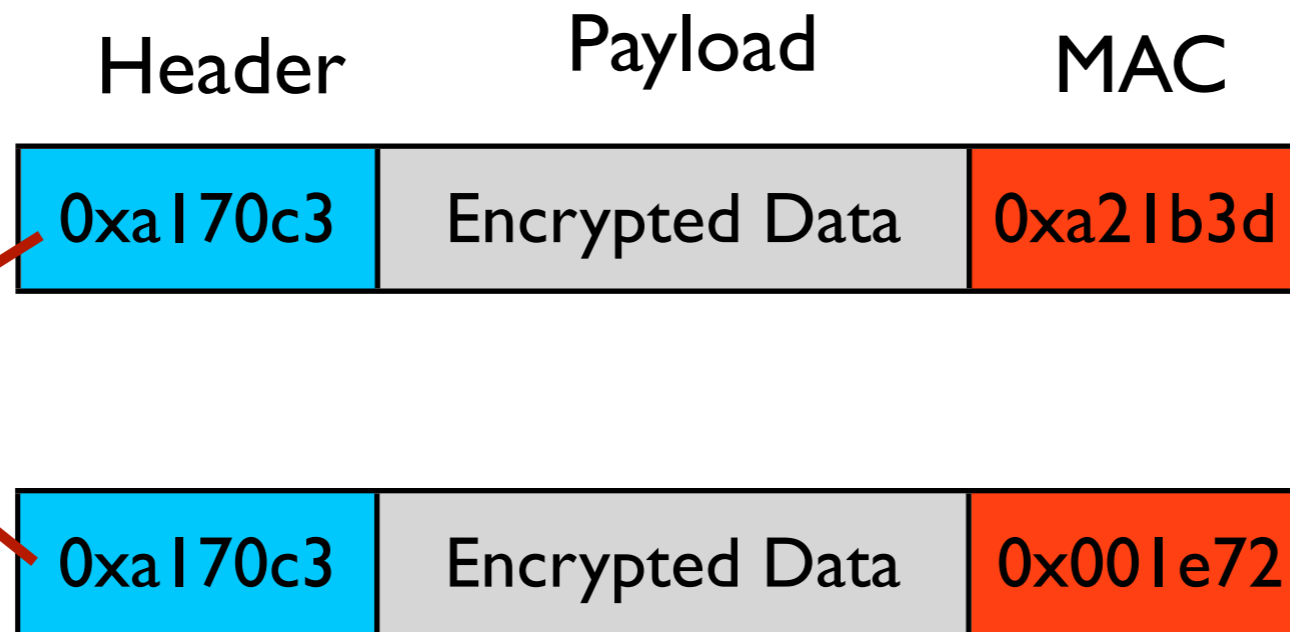 Header Payload MAC
0xa170c3 Encrypted Data 0xa21b3d
0xa170c3 Encrypted Data 0x001e72